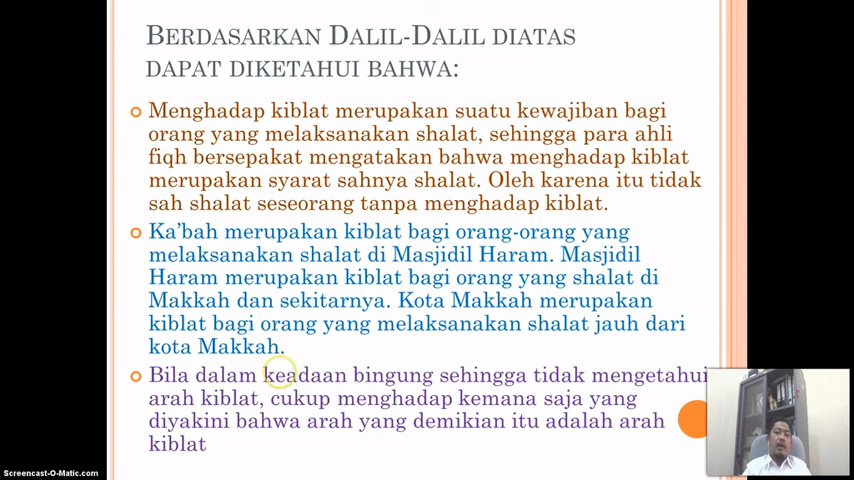 BERDASARKAN DALIL-DALIL DIATAS
DAPAT DIKETAHUI BAHWA:
Menghadap kiblat merupakan suatu kewajiban bagi
orang yang melaksanakan shalat, sehingga para ahli
fiqh bersepakat mengatakan bahwa menghadap kiblat
merupakan syarat sahnya shalat. Oleh karena itu tidak
sah shalat seseorang tanpa menghadap kiblat.
Ka'bah merupakan kiblat bagi orang-orang yang
melaksanakan shalat di Masjidil Haram. Masjidil
Haram merupakan kiblat bagi orang yang shalat di
Makkah dan sekitarnya. Kota Makkah merupakan
kiblat bagi orang yang melaksanakan shalat jauh dari
kota Makkah.
Bila dalam keadaan bingung sehingga tidak mengetahui
arah kiblat, cukup menghadap kemana saja yang
diyakini bahwa arah yang demikian itu adalah arah
kiblat
Screencast-O-Matic.com